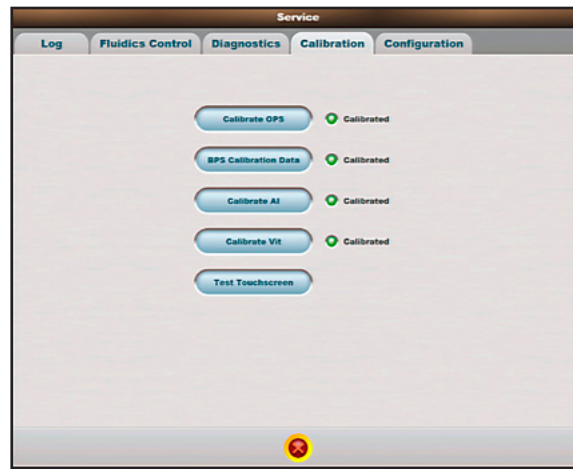 Service
Log Fluidics Control Diagnostics Calibration Configuration
Calibrate OPS Calibrated
BPS Calibration Data Calibrated
Calibrate AI Calibrated
Calibrate Vit Calibrated
Test Touchscreen